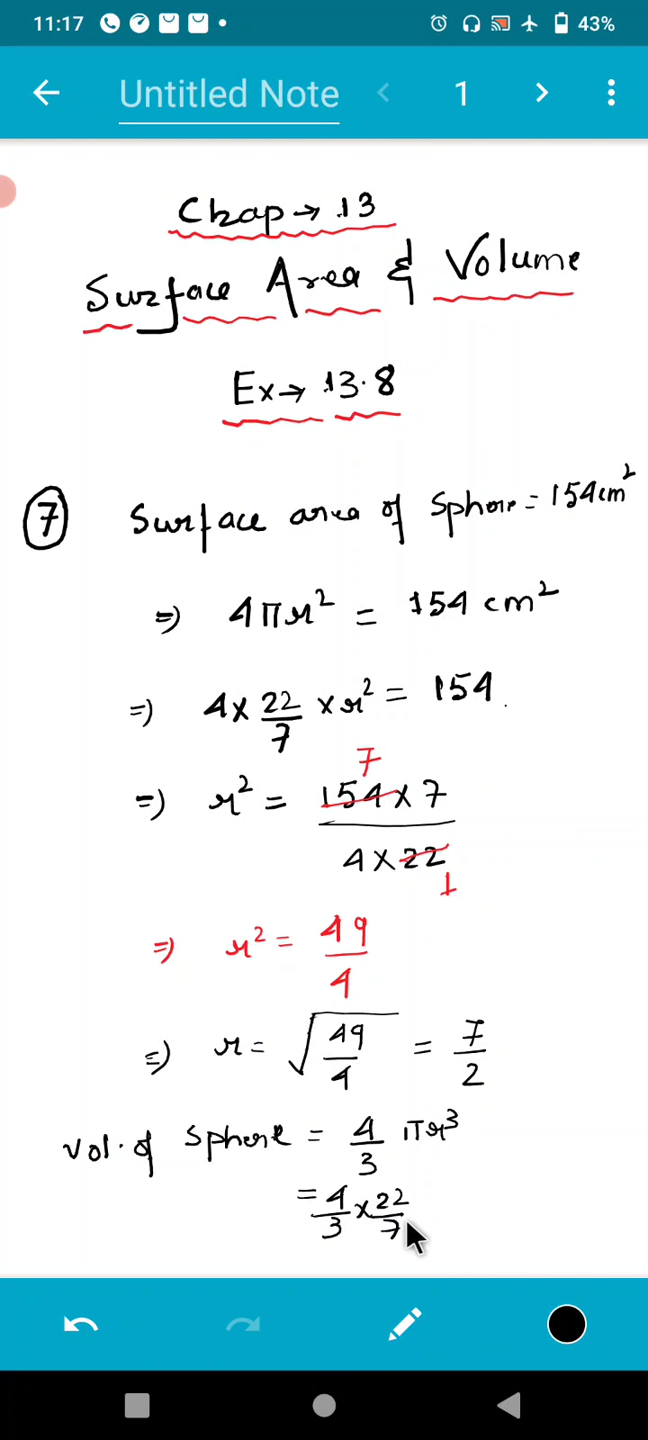 11:17 43%
Untitled Note 1
Chap → 13
Surface Area & Volume
Ex → 13.8
7 Surface area of Sphere = 154 cm²
⇒ 4πr² = 154 cm²
⇒ 4 × 22/7 × r² = 154
7
⇒ r² = 154 × 7 / 4 × 22
1
⇒ r² = 49/4
⇒ r = √49/4 = 7/2
Vol. of Sphere = 4/3 πr³
= 4/3 × 22/7